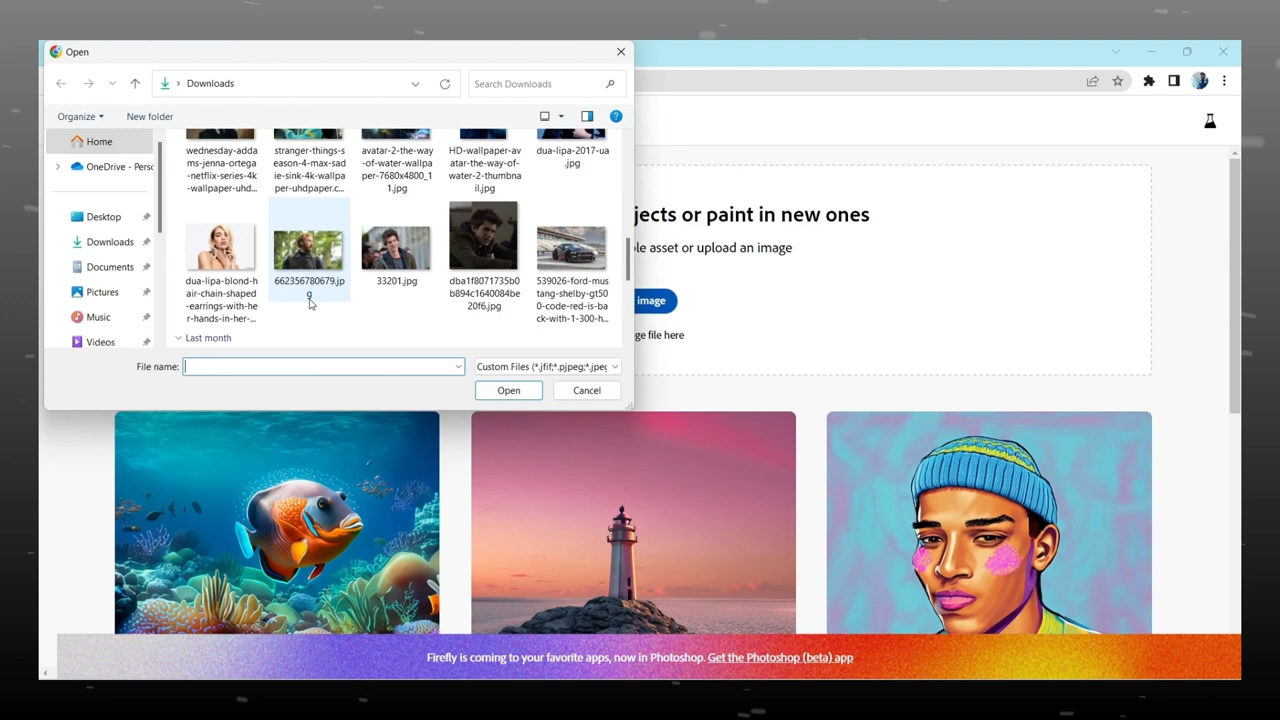 Open
Downloads
Search Downloads
Organize
New folder
Home
OneDrive - Perso
Desktop
Downloads
Documents
Pictures
Music
Videos
wednesday-adda
ms-jenna-ortega
-netflix-series-4k
-wallpaper-uhd...
stranger-things-s
eason-4-max-sad
ie-sink-4k-wallpa
per-uhdpaper.c...
avatar-2-the-way
-of-water-wallpa
per-7680x4800_1
1.jpg
HD-wallpaper-av
atar-the-way-of-
water-2-thumbna
il.jpg
dua-lipa-2017-ua
.jpg
dua-lipa-blond-h
air-chain-shaped
-earrings-with-he
r-hands-in-her-...
662356780679.jp
g
33201.jpg
dba1f8071735b0
b894c1640084be
20f6.jpg
539026-ford-mus
tang-shelby-gt50
0-code-red-is-ba
ck-with-1-300-h...
Last month
File name:
Custom Files (*.jfif;*.pjpeg;*.jpeg
Open
Cancel
jects or paint in new ones
le asset or upload an image
image
ge file here
Firefly is coming to your favorite apps, now in Photoshop. Get the Photoshop (beta) app